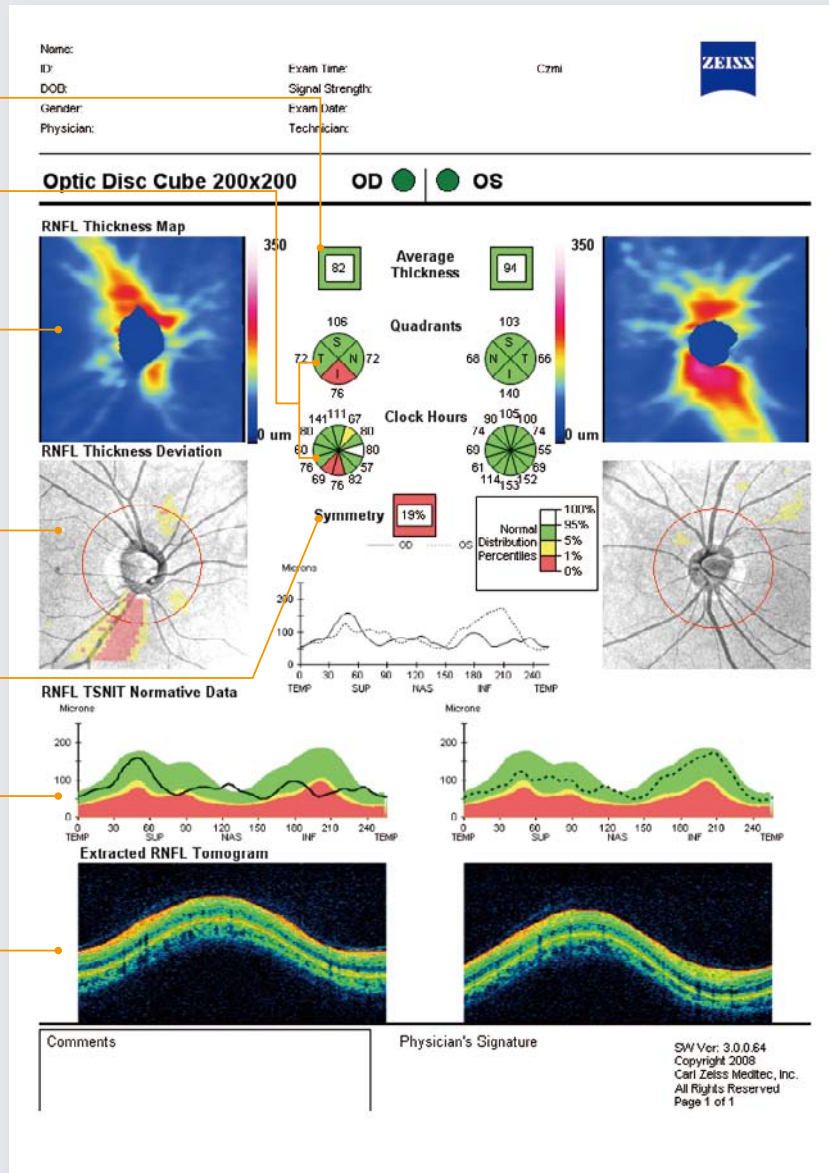 Name:
ID: Exam Time: Czmi
DOB: Signal Strength:
Gender: Exam Date:
Physician: Technician:
ZEISS
Optic Disc Cube 200x200 OD OS
RNFL Thickness Map
350 Average Thickness 350
82 94
Quadrants
106 103
S S
72 T N 72 68 N T 66
I I
76 140
Clock Hours
141 111 67 90 105 100
80 80 74 74
60 80 60 55
76 57 61 69
69 76 82 114 153 152
0 um 0 um
RNFL Thickness Deviation
Symmetry 19%
OD OS
Normal Distribution Percentiles
100%
95%
5%
1%
0%
Microns
200
100
0
0 30 60 90 120 150 180 210 240
TEMP SUP NAS INF TEMP
RNFL TSNIT Normative Data
Microns Microns
200 200
100 100
0 0
0 30 60 90 120 150 180 210 240 0 30 60 90 120 150 180 210 240
TEMP SUP NAS INF TEMP TEMP SUP NAS INF TEMP
Extracted RNFL Tomogram
Comments Physician's Signature
SW Ver: 3.0.0.64
Copyright 2008
Carl Zeiss Meditec, Inc.
All Rights Reserved
Page 1 of 1